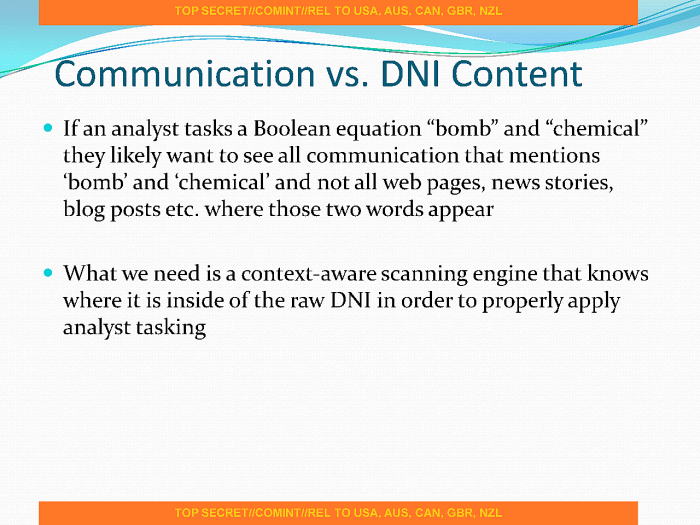 TOP SECRET//COMINT//REL TO USA, AUS, CAN, GBR, NZL
Communication vs. DNI Content
• If an analyst tasks a Boolean equation “bomb” and “chemical”
they likely want to see all communication that mentions
‘bomb’ and ‘chemical’ and not all web pages, news stories,
blog posts etc. where those two words appear
• What we need is a context-aware scanning engine that knows
where it is inside of the raw DNI in order to properly apply
analyst tasking
TOP SECRET//COMINT//REL TO USA, AUS, CAN, GBR, NZL